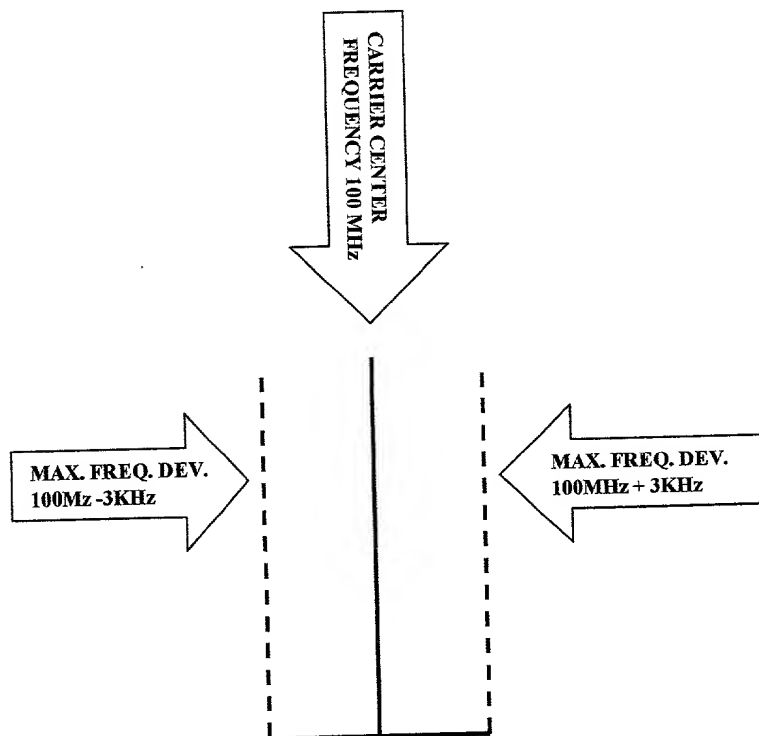 CARRIER CENTER
FREQUENCY 100 MHz
MAX. FREQ. DEV.
100Mz -3KHz
MAX. FREQ. DEV.
100MHz + 3KHz